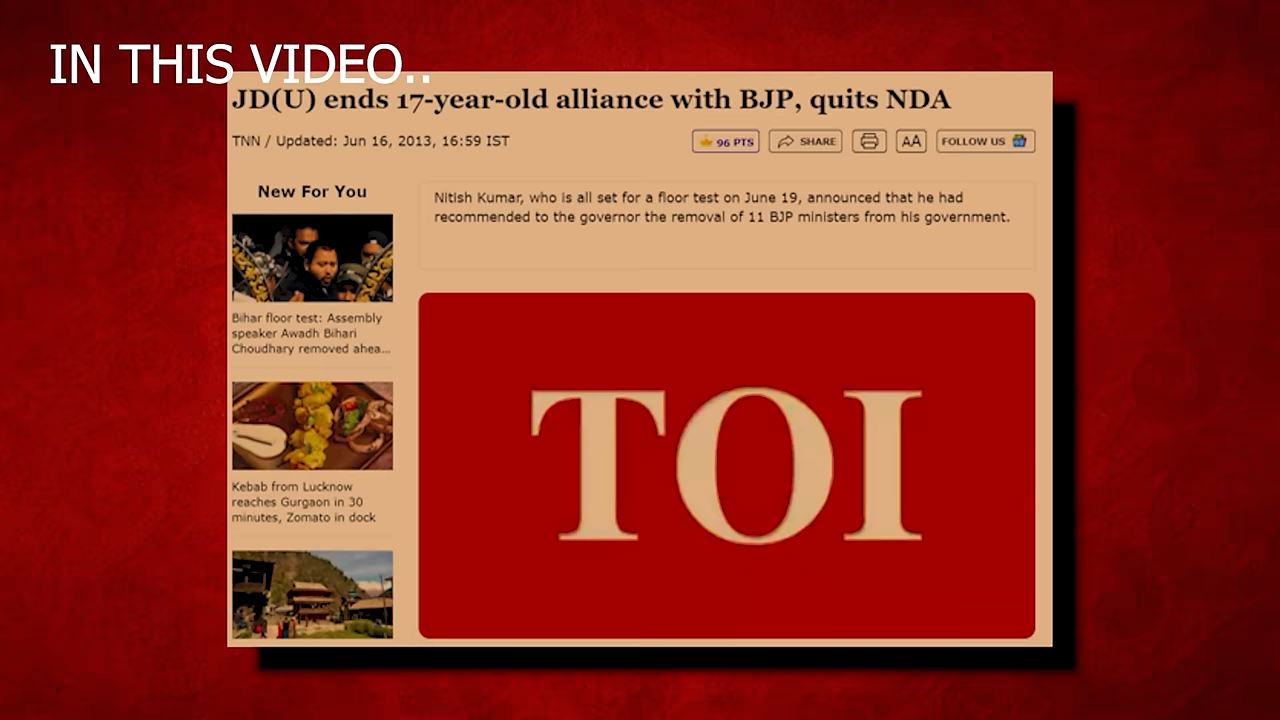 IN THIS VIDEO..
JD(U) ends 17-year-old alliance with BJP, quits NDA
TNN / Updated: Jun 16, 2013, 16:59 IST
96 PTS
SHARE
AA
FOLLOW US
New For You
Nitish Kumar, who is all set for a floor test on June 19, announced that he had
recommended to the governor the removal of 11 BJP ministers from his government.
Bihar floor test: Assembly
speaker Awadh Bihari
Choudhary removed ahea...
Kebab from Lucknow
reaches Gurgaon in 30
minutes, Zomato in dock
TOI